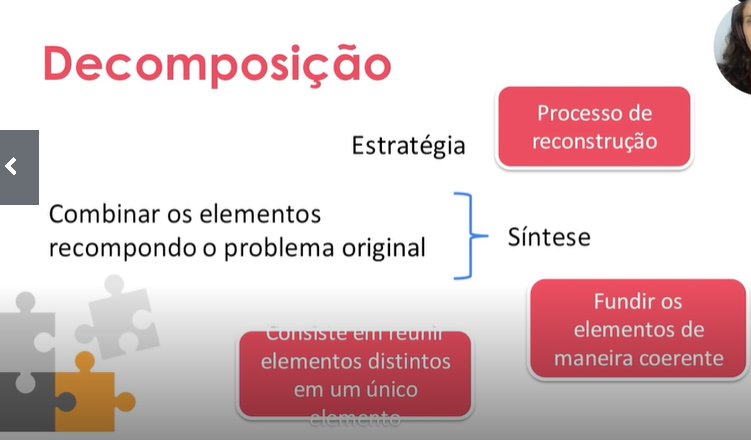 Decomposição
Processo de
reconstrução
Estratégia
Combinar os elementos
recompondo o problema original
Síntese
Fundir os
elementos de
maneira coerente
Consiste em reunir
elementos distintos
em um único
elemento